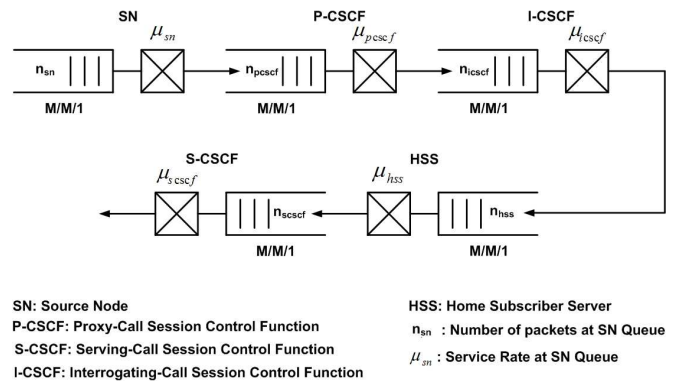 SN
P-CSCF
I-CSCF
μsn
μpcscf
μicscf
nsn
npcscf
nicscf
M/M/1
M/M/1
M/M/1
S-CSCF
HSS
μscscf
μhss
nscscf
nhss
M/M/1
M/M/1
SN: Source Node
P-CSCF: Proxy-Call Session Control Function
S-CSCF: Serving-Call Session Control Function
I-CSCF: Interrogating-Call Session Control Function
HSS: Home Subscriber Server
nsn : Number of packets at SN Queue
μsn : Service Rate at SN Queue